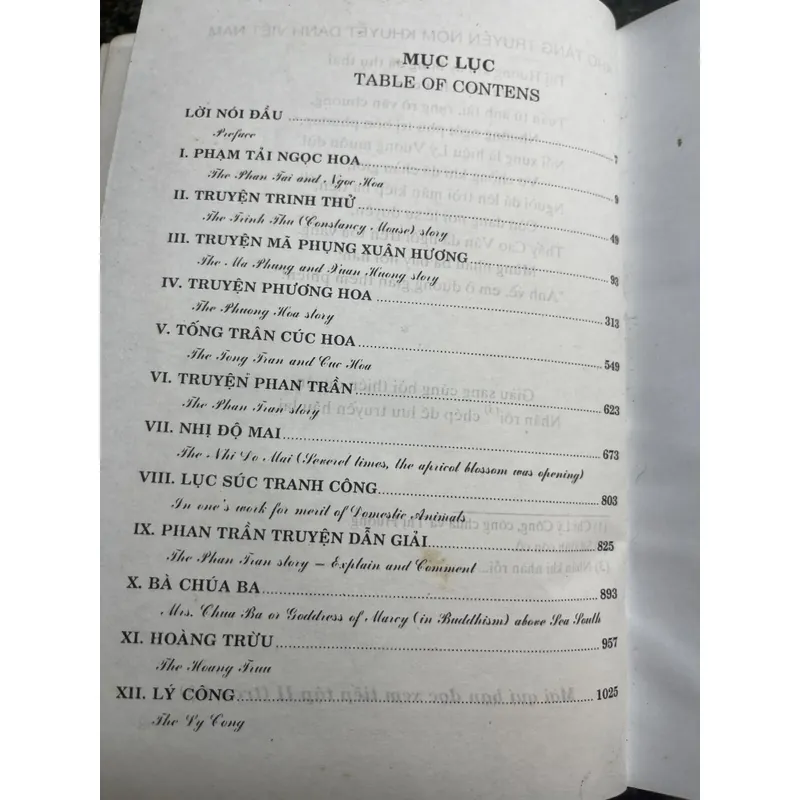 MỤC LỤC
TABLE OF CONTENS
LỜI NÓI ĐẦU 7
Preface
I. PHẠM TẢI NGỌC HOA 9
The Phan Tai and Ngoc Hoa
II. TRUYỆN TRINH THỬ 49
The Trinh Thu (Constancy Mouse) story
III. TRUYỆN MÃ PHỤNG XUÂN HƯƠNG 93
The Ma Phung and Xuan Huong story
IV. TRUYỆN PHƯƠNG HOA 313
The Phuong Hoa story
V. TỐNG TRÂN CÚC HOA 549
The Tong Tran and Cuc Hoa
VI. TRUYỆN PHAN TRẦN 623
The Phan Tran story
VII. NHỊ ĐỘ MAI 673
The Nhi Do Mai (Severel times, the apricol blossom was opening)
VIII. LỤC SÚC TRANH CÔNG 803
In one's work for merit of Domestic Animals
IX. PHAN TRẦN TRUYỆN DẪN GIẢI 825
The Phan Tran story – Explain and Comment
X. BÀ CHÚA BA 893
Mrs. Chua Ba or Goddress of Marcy (in Buddhism) above Sea South
XI. HOÀNG TRỪU 957
The Hoang Truu
XII. LÝ CÔNG 1025
The Ly Cong